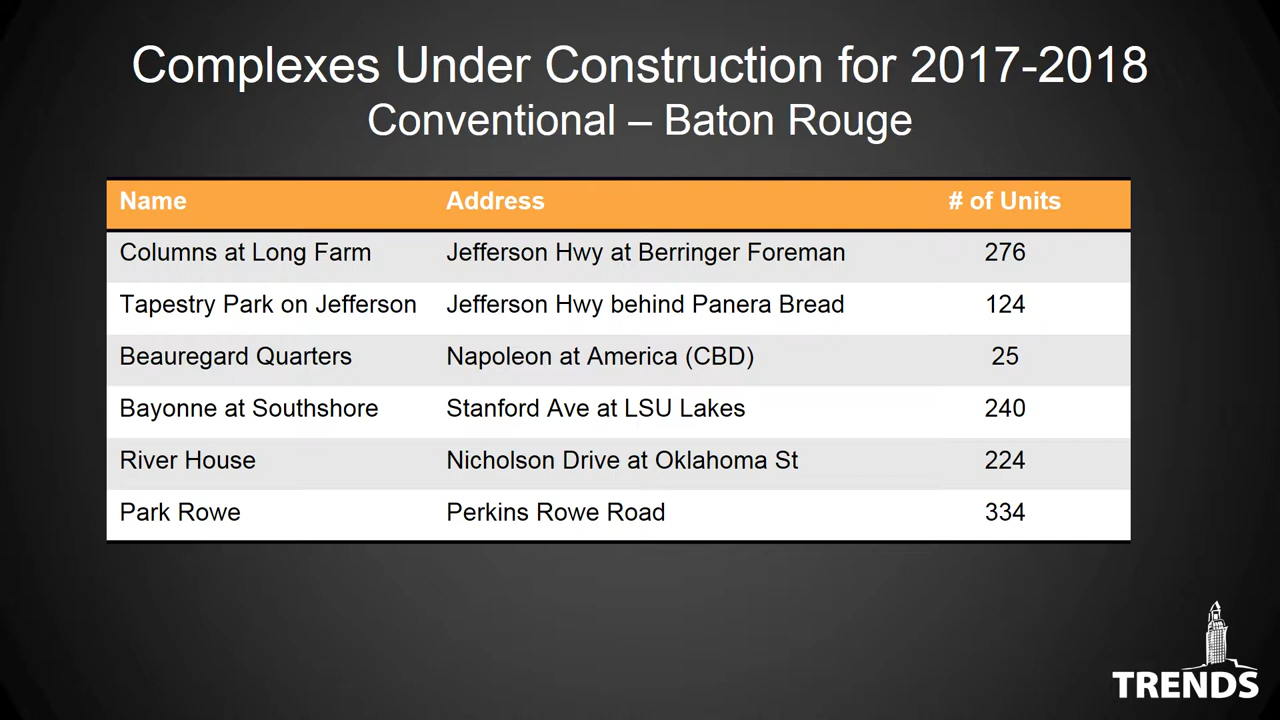 Complexes Under Construction for 2017-2018
Conventional – Baton Rouge
Name Address # of Units
Columns at Long Farm Jefferson Hwy at Berringer Foreman 276
Tapestry Park on Jefferson Jefferson Hwy behind Panera Bread 124
Beauregard Quarters Napoleon at America (CBD) 25
Bayonne at Southshore Stanford Ave at LSU Lakes 240
River House Nicholson Drive at Oklahoma St 224
Park Rowe Perkins Rowe Road 334
TRENDS